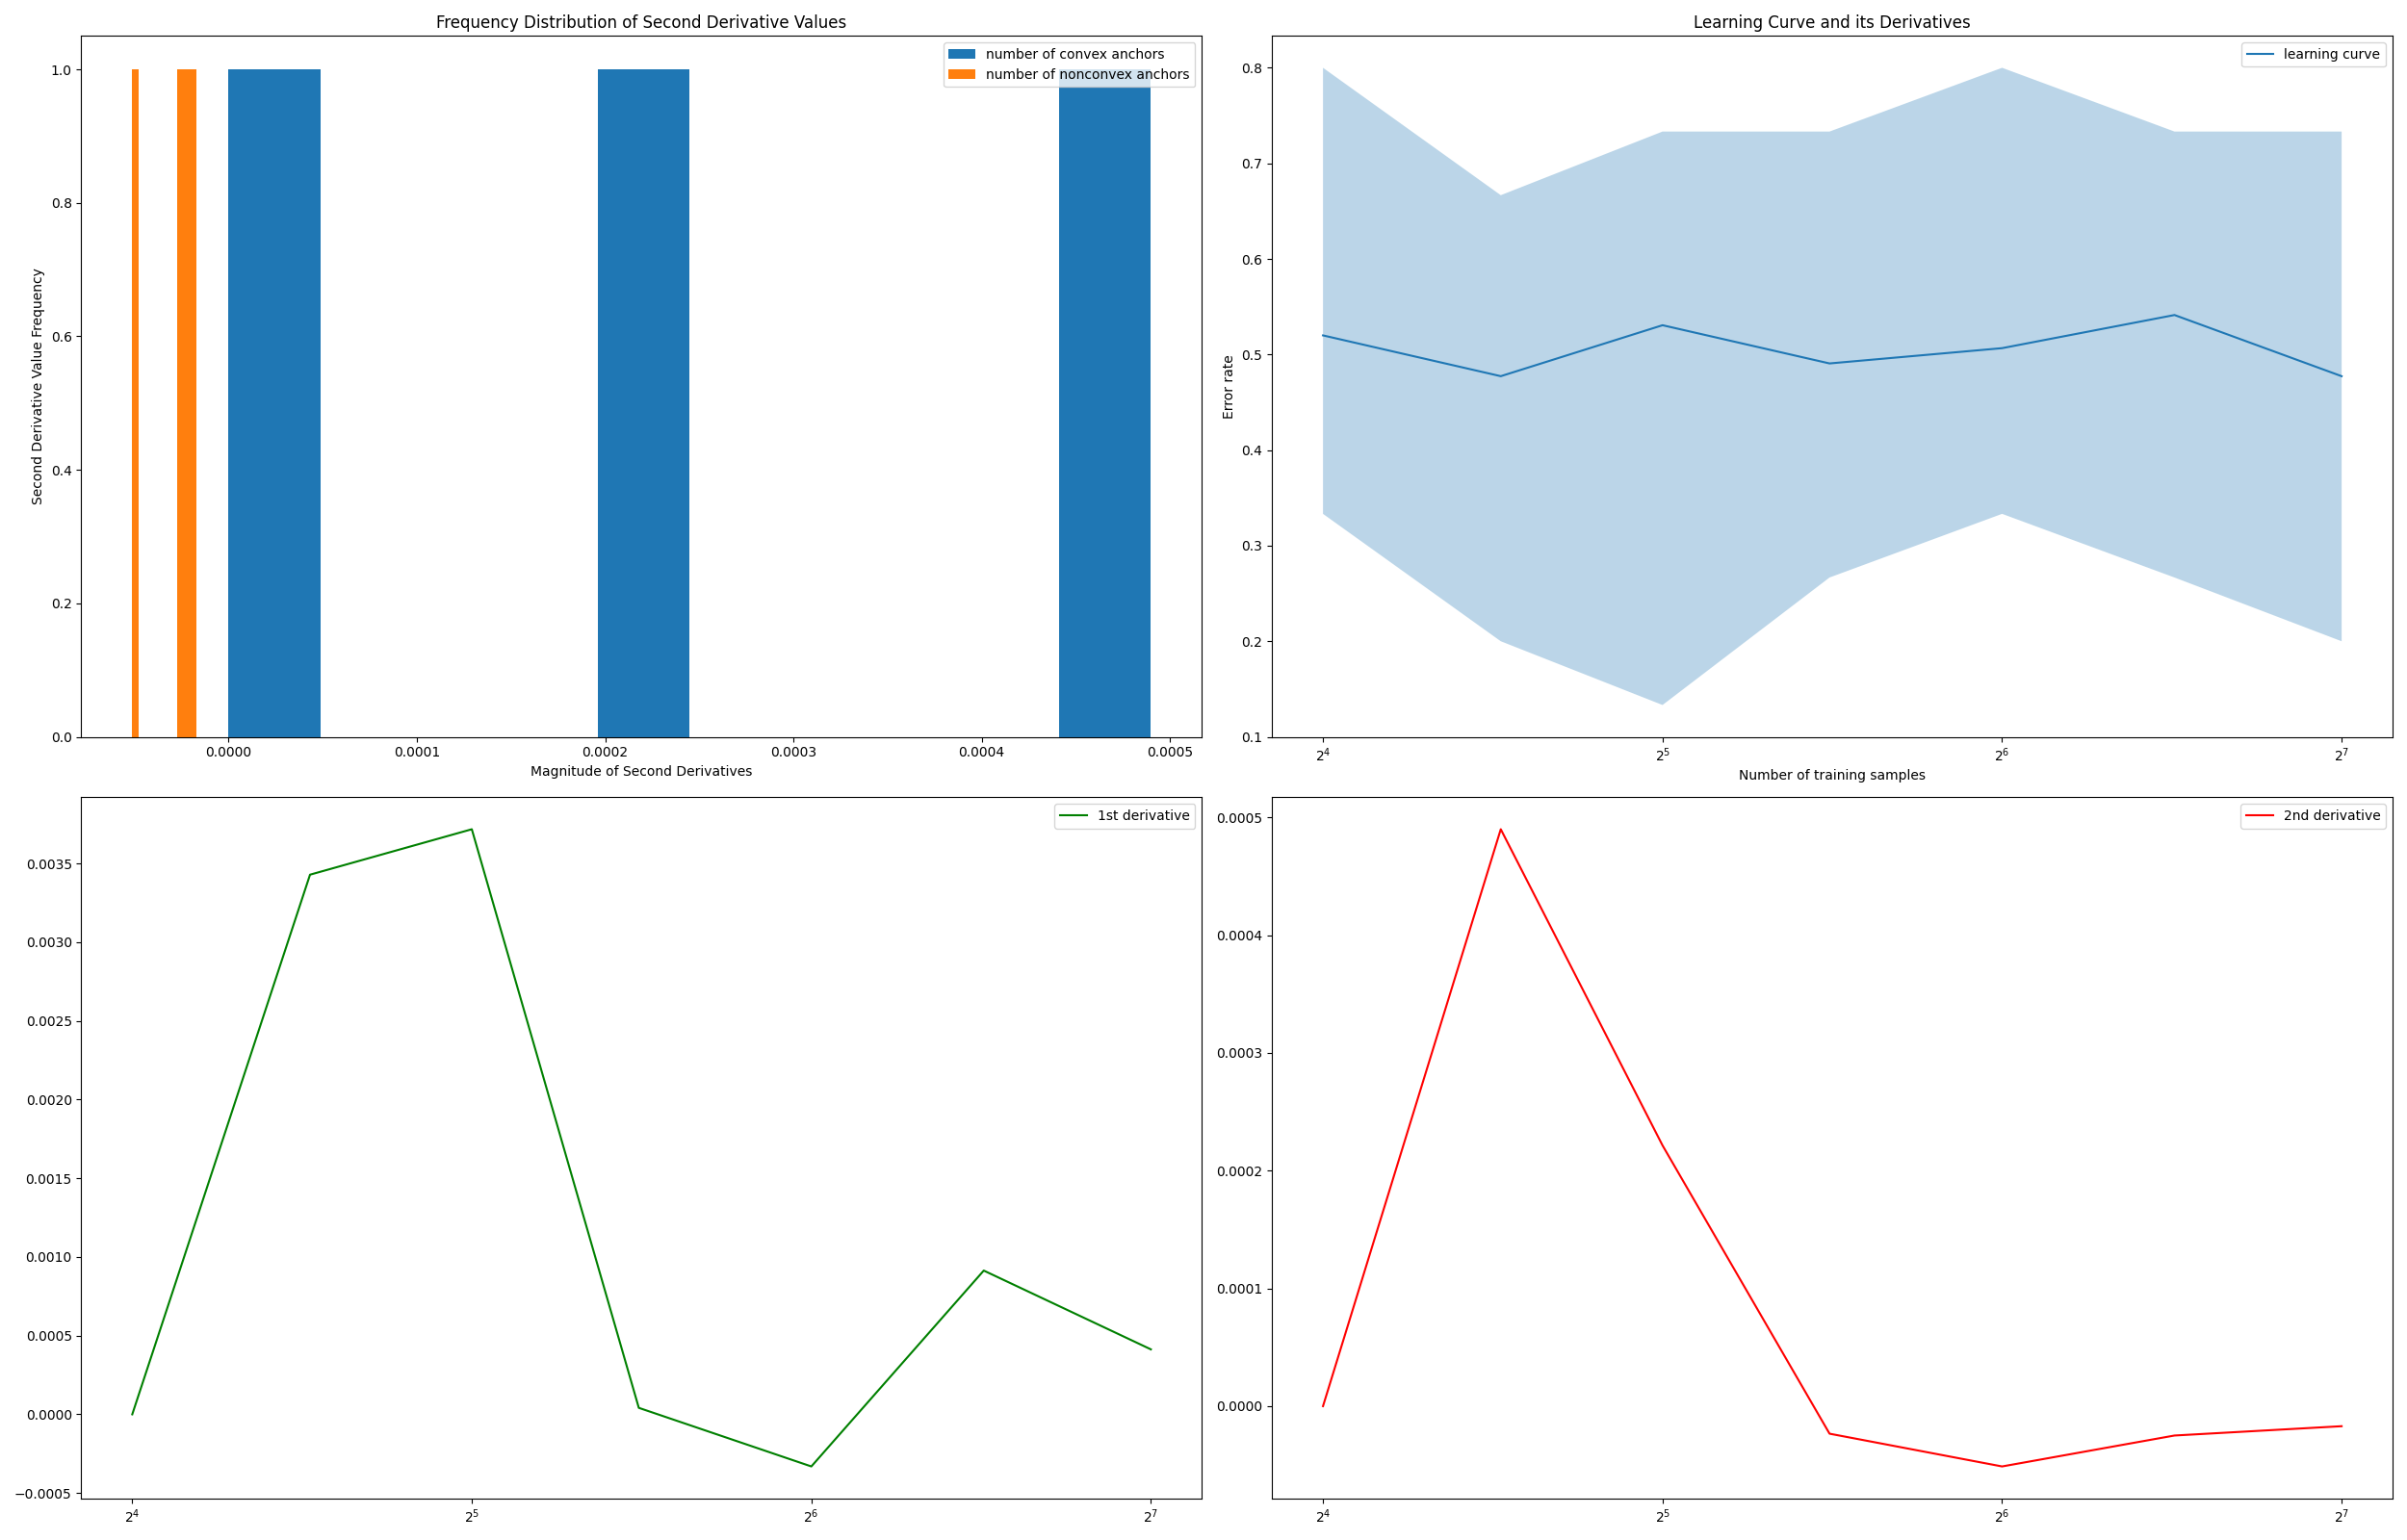 Frequency Distribution of Second Derivative Values
number of convex anchors
number of nonconvex anchors
Second Derivative Value Frequency
1.0
0.8
0.6
0.4
0.2
0.0
0.0000 0.0001 0.0002 0.0003 0.0004 0.0005
Magnitude of Second Derivatives
Learning Curve and its Derivatives
learning curve
Error rate
0.8
0.7
0.6
0.5
0.4
0.3
0.2
0.1
2⁴ 2⁵ 2⁶ 2⁷
Number of training samples
1st derivative
0.0035
0.0030
0.0025
0.0020
0.0015
0.0010
0.0005
0.0000
−0.0005
2⁴ 2⁵ 2⁶ 2⁷
2nd derivative
0.0005
0.0004
0.0003
0.0002
0.0001
0.0000
2⁴ 2⁵ 2⁶ 2⁷